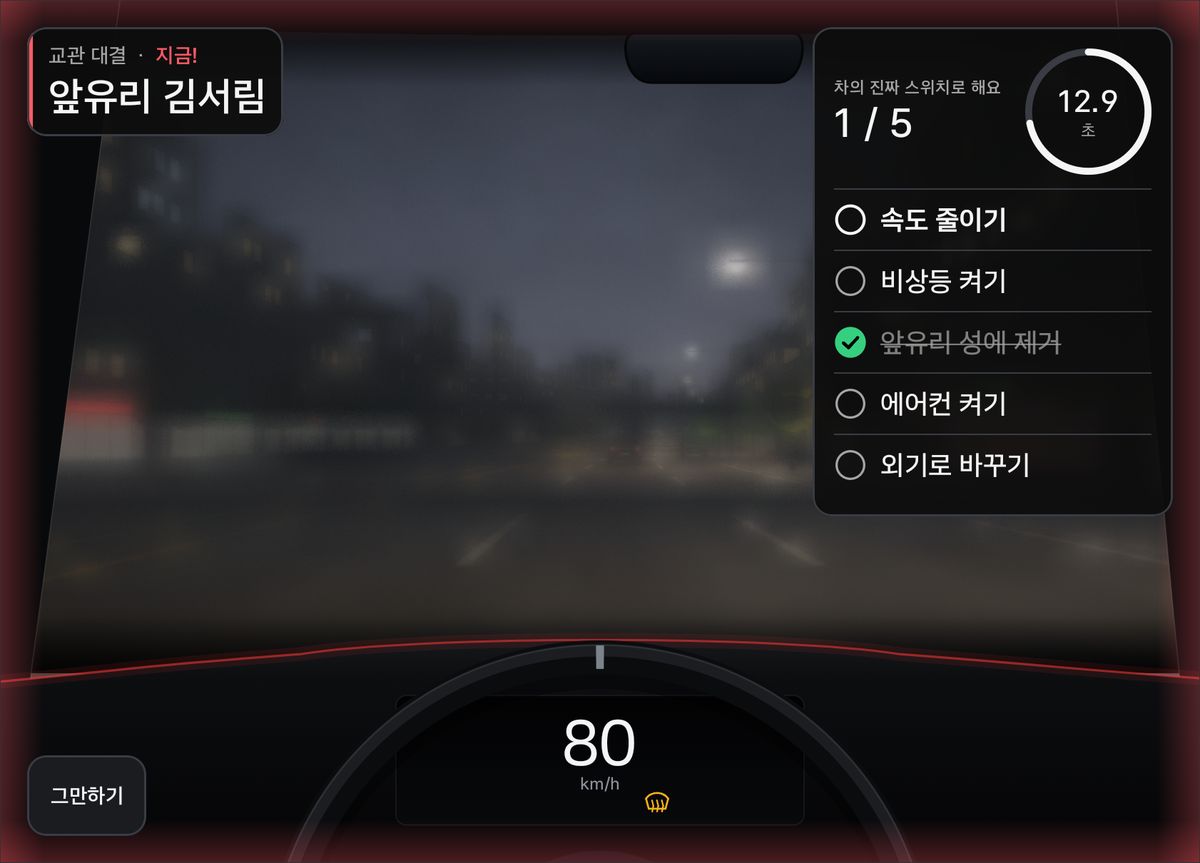 교관 대결 · 지금!
앞유리 김서림
차의 진짜 스위치로 해요
1 / 5
12.9
초
속도 줄이기
비상등 켜기
앞유리 성에 제거
에어컨 켜기
외기로 바꾸기
80
km/h
그만하기